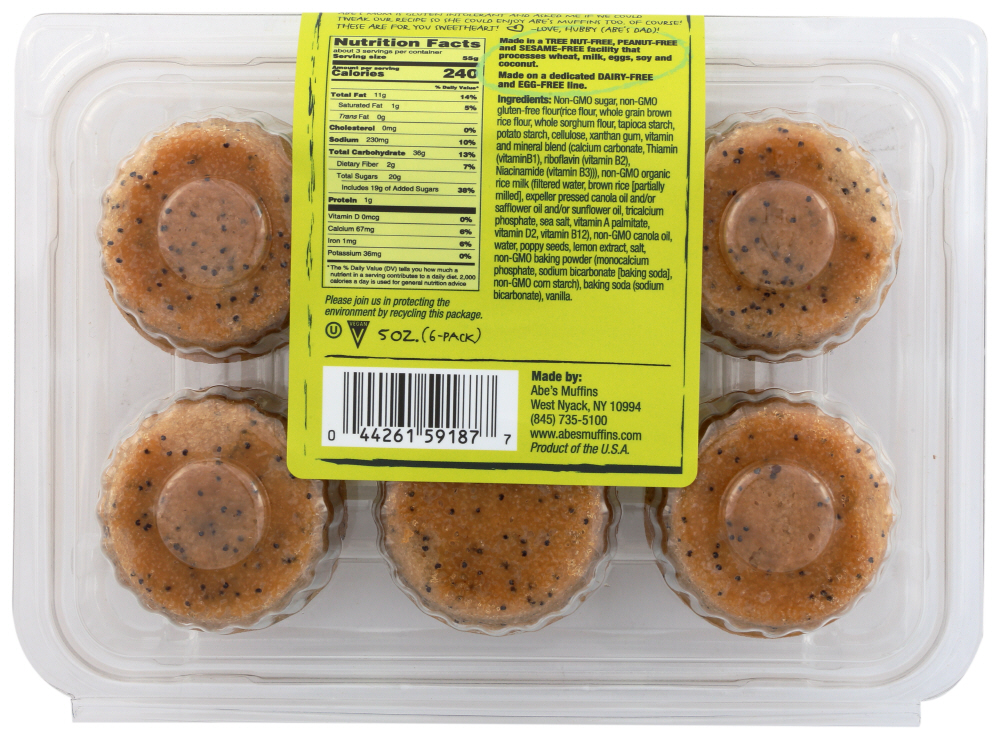 TWEAK OUR RECIPE SO SHE COULD ENJOY ABE'S MUFFINS TOO. OF COURSE!
THESE ARE FOR YOU SWEETHEART! –LOVE, HUBBY (ABE'S DAD)!
Nutrition Facts
about 3 servings per container
Serving size 55g
Amount per serving
Calories 240
% Daily Value*
Total Fat 11g 14%
Saturated Fat 1g 5%
Trans Fat 0g
Cholesterol 0mg 0%
Sodium 230mg 10%
Total Carbohydrate 36g 13%
Dietary Fiber 2g 7%
Total Sugars 20g
Includes 19g of Added Sugars 38%
Protein 1g
Vitamin D 0mcg 0%
Calcium 67mg 6%
Iron 1mg 6%
Potassium 36mg 0%
*The % Daily Value (DV) tells you how much a
nutrient in a serving contributes to a daily diet. 2,000
calories a day is used for general nutrition advice
Please join us in protecting the
environment by recycling this package.
U VEGAN V 5 OZ. (6-PACK)
Made in a TREE NUT-FREE, PEANUT-FREE
and SESAME-FREE facility that
processes wheat, milk, eggs, soy and
coconut.
Made on a dedicated DAIRY-FREE
and EGG-FREE line.
Ingredients: Non-GMO sugar, non-GMO
gluten-free flour(rice flour, whole grain brown
rice flour, whole sorghum flour, tapioca starch,
potato starch, cellulose, xanthan gum, vitamin
and mineral blend (calcium carbonate, Thiamin
(vitaminB1), riboflavin (vitamin B2),
Niacinamide (vitamin B3))), non-GMO organic
rice milk (filtered water, brown rice [partially
milled], expeller pressed canola oil and/or
safflower oil and/or sunflower oil, tricalcium
phosphate, sea salt, vitamin A palmitate,
vitamin D2, vitamin B12), non-GMO canola oil,
water, poppy seeds, lemon extract, salt,
non-GMO baking powder (monocalcium
phosphate, sodium bicarbonate [baking soda],
non-GMO corn starch), baking soda (sodium
bicarbonate), vanilla.
0 44261 59187 7
Made by:
Abe's Muffins
West Nyack, NY 10994
(845) 735-5100
www.abesmuffins.com
Product of the U.S.A.